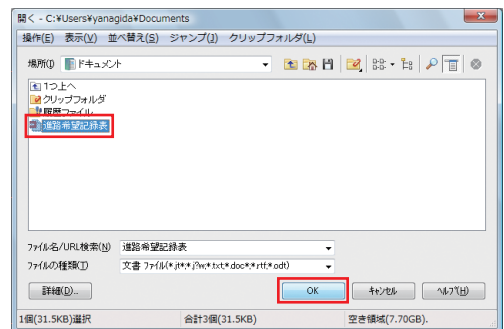 開く - C:¥Users¥yanagida¥Documents
操作(E) 表示(V) 並べ替え(S) ジャンプ(J) クリップフォルダ(L)
場所(I) ドキュメント
1つ上へ
クリップフォルダ
履歴ファイル
進路希望記録表
ファイル名/URL検索(N) 進路希望記録表
ファイルの種類(T) 文書 ファイル(*.jt**.j?w;*.txt;*.doc*;*.rtf;*.odt)
詳細(D)... OK キャンセル ヘルプ(H)
1個(31.5KB)選択 合計3個(31.5KB) 空き領域(7.70GB).